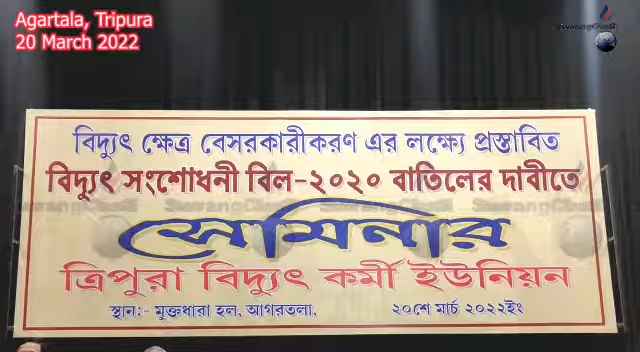 Agartala, Tripura
20 March 2022
SwrangChati
বিদ্যুৎ ক্ষেত্র বেসরকারীকরণ এর লক্ষ্যে প্রস্তাবিত
বিদ্যুৎ সংশোধনী বিল-২০২০ বাতিলের দাবীতে
সেমিনার
ত্রিপুরা বিদ্যুৎ কর্মী ইউনিয়ন
স্থান:- মুক্তধারা হল, আগরতলা, ২০শে মার্চ ২০২২ইং